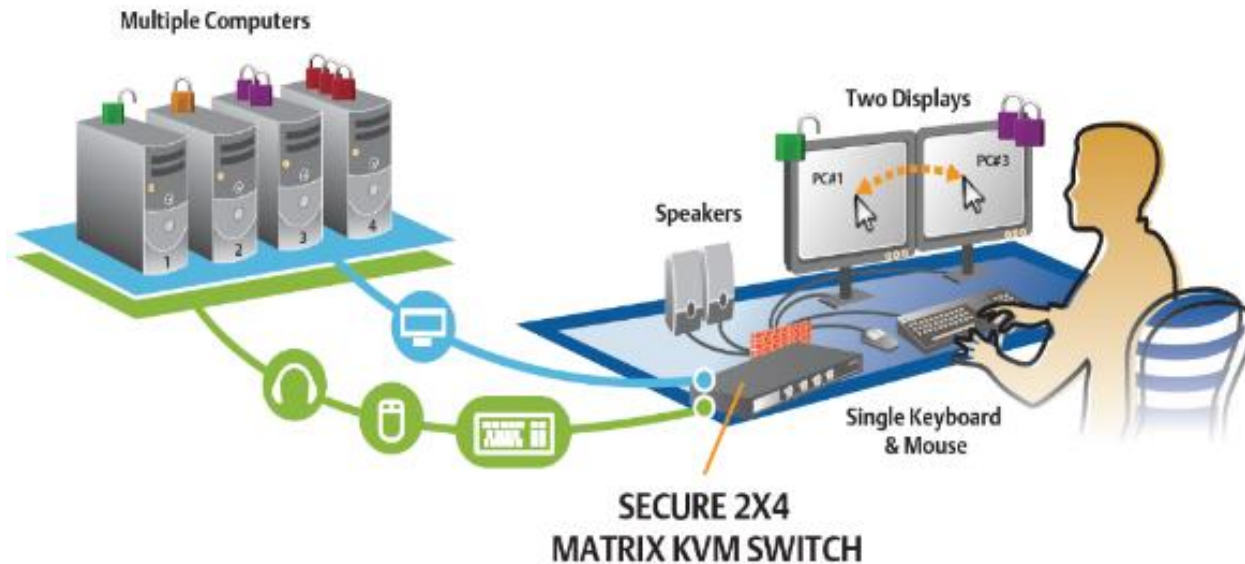 Multiple Computers
1
2
3
4
Two Displays
PC#1
PC#3
Speakers
Single Keyboard
& Mouse
SECURE 2X4
MATRIX KVM SWITCH